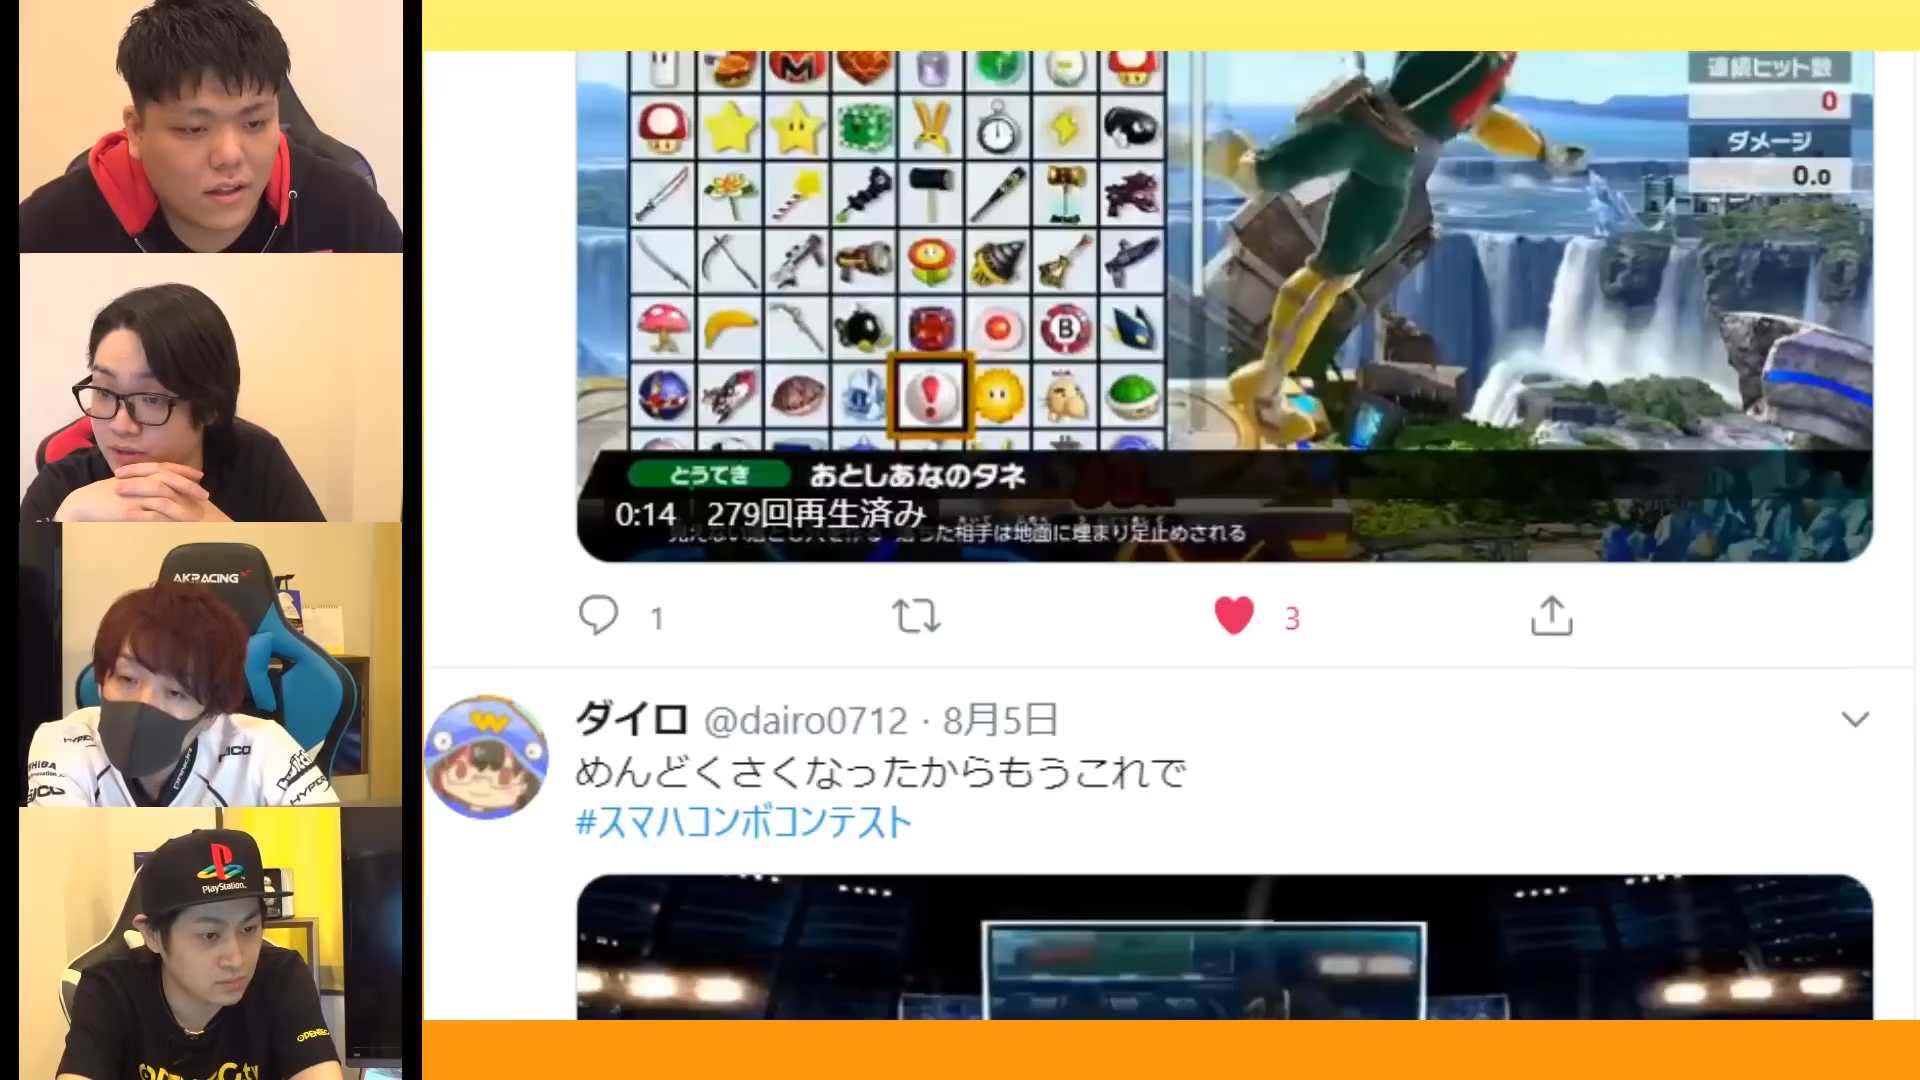 連続ヒット数
0
ダメージ
0.0
B
とうてき おとしあなのタネ
0:14 279回再生済み
った相手は地面に埋まり足止めされる
1
3
ダイロ @dairo0712 · 8月5日
めんどくさくなったからもうこれで
#スマハコンボコンテスト
AKRACING
PlayStation